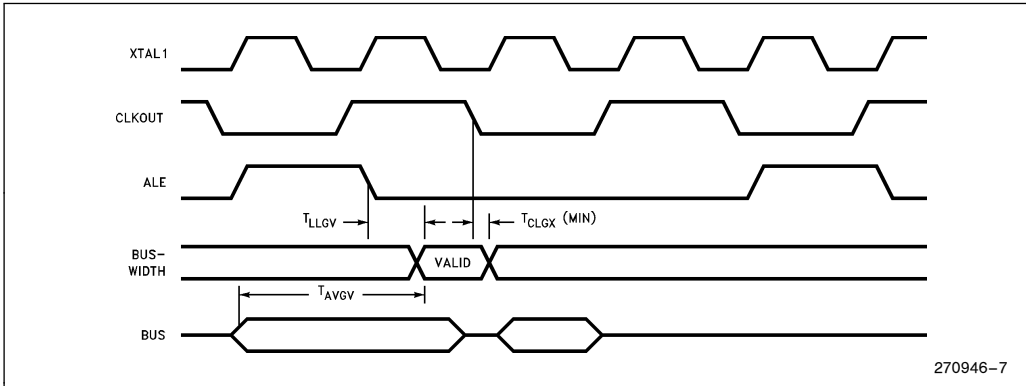 XTAL1
CLKOUT
ALE
TLLGV
TCLGX (MIN)
BUS-
WIDTH
VALID
TAVGV
BUS
270946-7